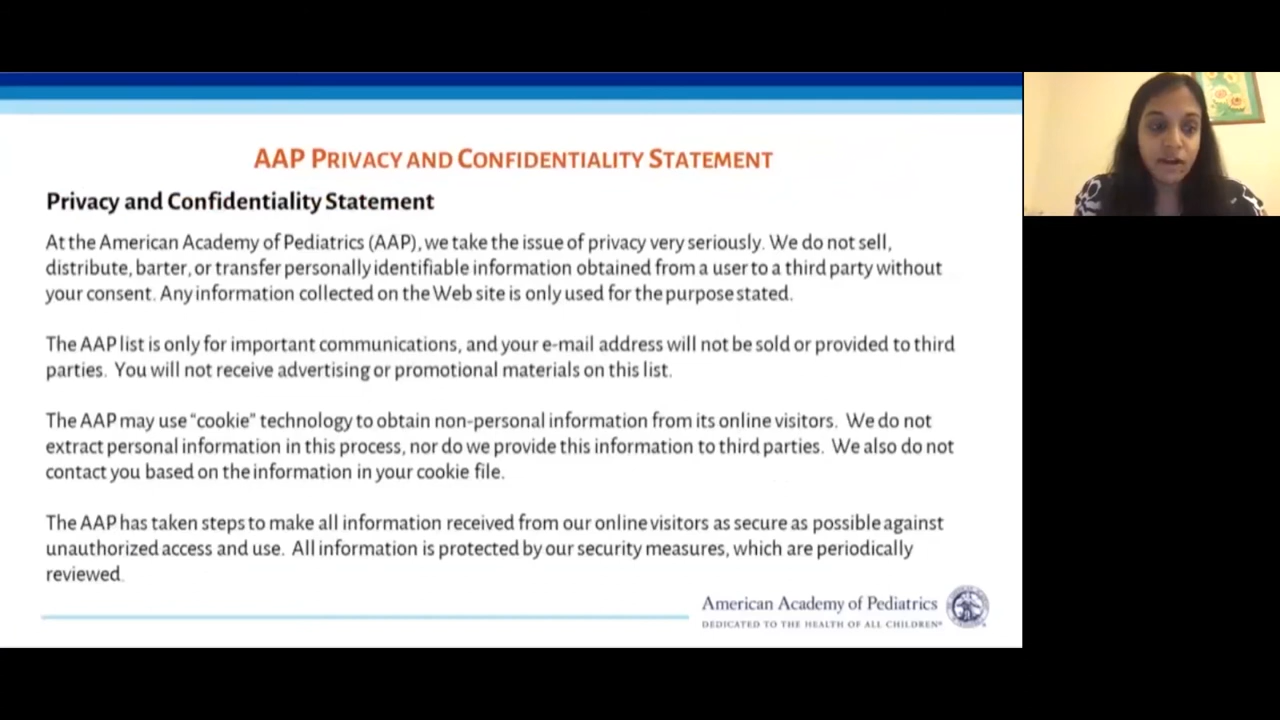 AAP PRIVACY AND CONFIDENTIALITY STATEMENT
Privacy and Confidentiality Statement
At the American Academy of Pediatrics (AAP), we take the issue of privacy very seriously. We do not sell,
distribute, barter, or transfer personally identifiable information obtained from a user to a third party without
your consent. Any information collected on the Web site is only used for the purpose stated.
The AAP list is only for important communications, and your e-mail address will not be sold or provided to third
parties. You will not receive advertising or promotional materials on this list.
The AAP may use “cookie” technology to obtain non-personal information from its online visitors. We do not
extract personal information in this process, nor do we provide this information to third parties. We also do not
contact you based on the information in your cookie file.
The AAP has taken steps to make all information received from our online visitors as secure as possible against
unauthorized access and use. All information is protected by our security measures, which are periodically
reviewed.
American Academy of Pediatrics
DEDICATED TO THE HEALTH OF ALL CHILDREN®